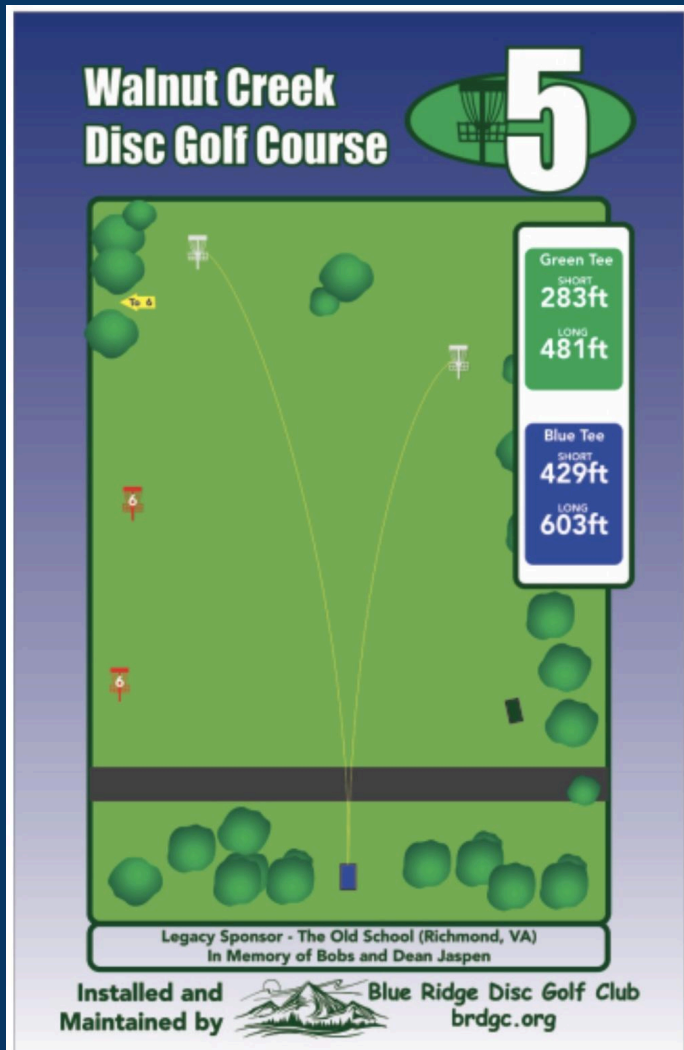 Walnut Creek
Disc Golf Course
5
Green Tee
SHORT
283ft
LONG
481ft
Blue Tee
SHORT
429ft
LONG
603ft
To 6
6
6
Legacy Sponsor - The Old School (Richmond, VA)
In Memory of Bobs and Dean Jaspen
Installed and
Maintained by
Blue Ridge Disc Golf Club
brdgc.org